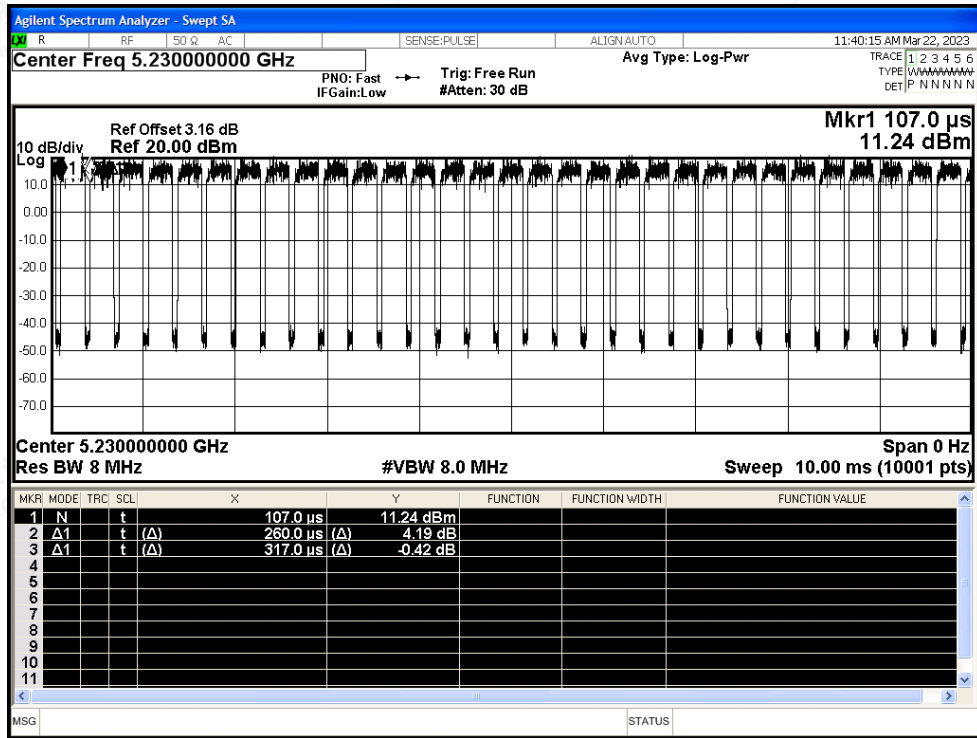 Agilent Spectrum Analyzer - Swept SA
LXI R RF 50 Ω AC SENSE:PULSE ALIGN AUTO 11:40:15 AM Mar 22, 2023
Center Freq 5.230000000 GHz
Avg Type: Log-Pwr
TRACE 1 2 3 4 5 6
TYPE WWWWWW
DET P N N N N N
PNO: Fast
IFGain:Low
Trig: Free Run
#Atten: 30 dB
Mkr1 107.0 µs
11.24 dBm
Ref Offset 3.16 dB
10 dB/div Ref 20.00 dBm
Log
1
10.0
0.00
-10.0
-20.0
-30.0
-40.0
-50.0
-60.0
-70.0
Center 5.230000000 GHz Span 0 Hz
Res BW 8 MHz #VBW 8.0 MHz Sweep 10.00 ms (10001 pts)
MKR MODE TRC SCL X Y FUNCTION FUNCTION WIDTH FUNCTION VALUE
1 N t 107.0 µs 11.24 dBm
2 Δ1 t (Δ) 260.0 µs (Δ) 4.19 dB
3 Δ1 t (Δ) 317.0 µs (Δ) -0.42 dB
4
5
6
7
8
9
10
11
MSG STATUS